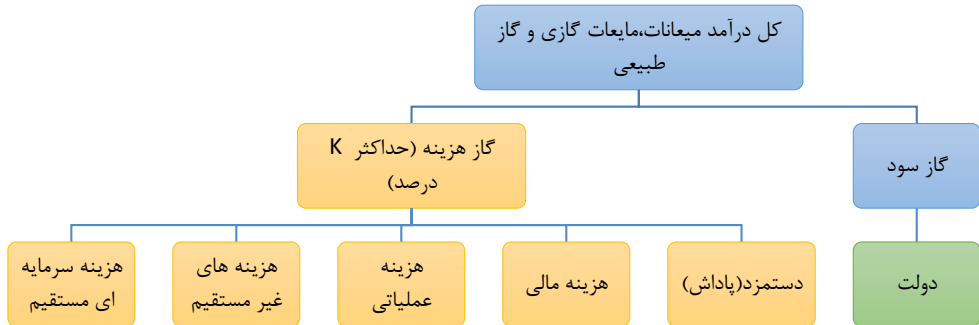 کل درآمد میعانات،مایعات گازی و گاز
طبیعی
گاز سود
گاز هزینه (حداکثر K
درصد)
دولت
دستمزد(پاداش)
هزینه مالی
هزینه
عملیاتی
هزینه های
غیر مستقیم
هزینه سرمایه
ای مستقیم